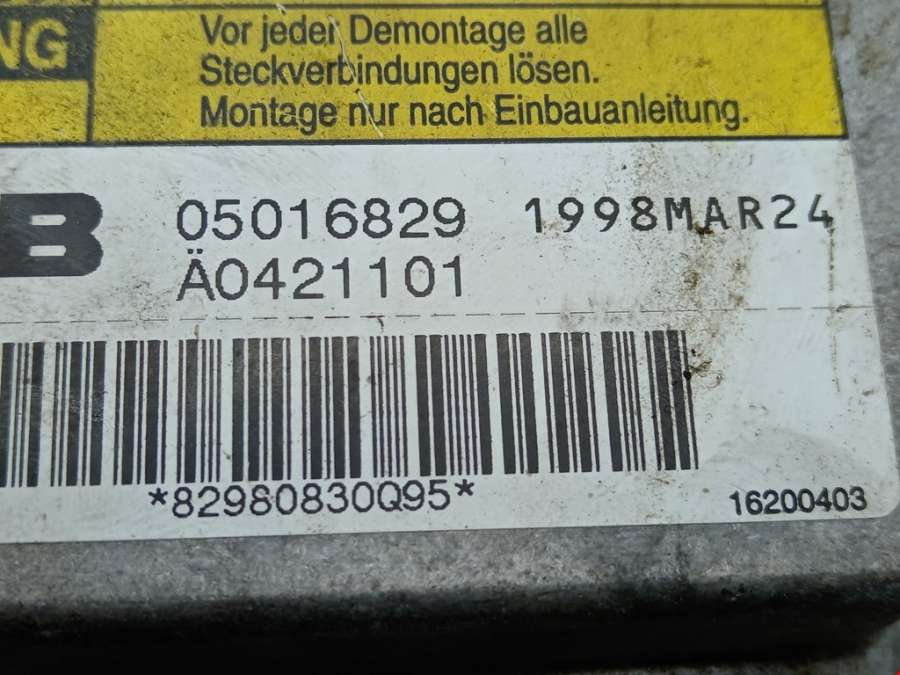 NG
Vor jeder Demontage alle
Steckverbindungen lösen.
Montage nur nach Einbauanleitung.
B
05016829 1998MAR24
Ä0421101
*82980830Q95*
16200403